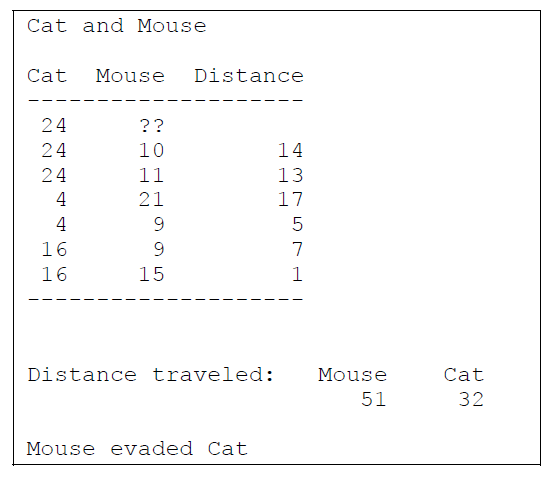 Cat and Mouse
Cat  Mouse  Distance
--------------------
 24     ??
 24     10        14
 24     11        13
  4     21        17
  4      9         5
 16      9         7
 16     15         1
--------------------
Distance traveled:   Mouse    Cat
                        51     32
Mouse evaded Cat